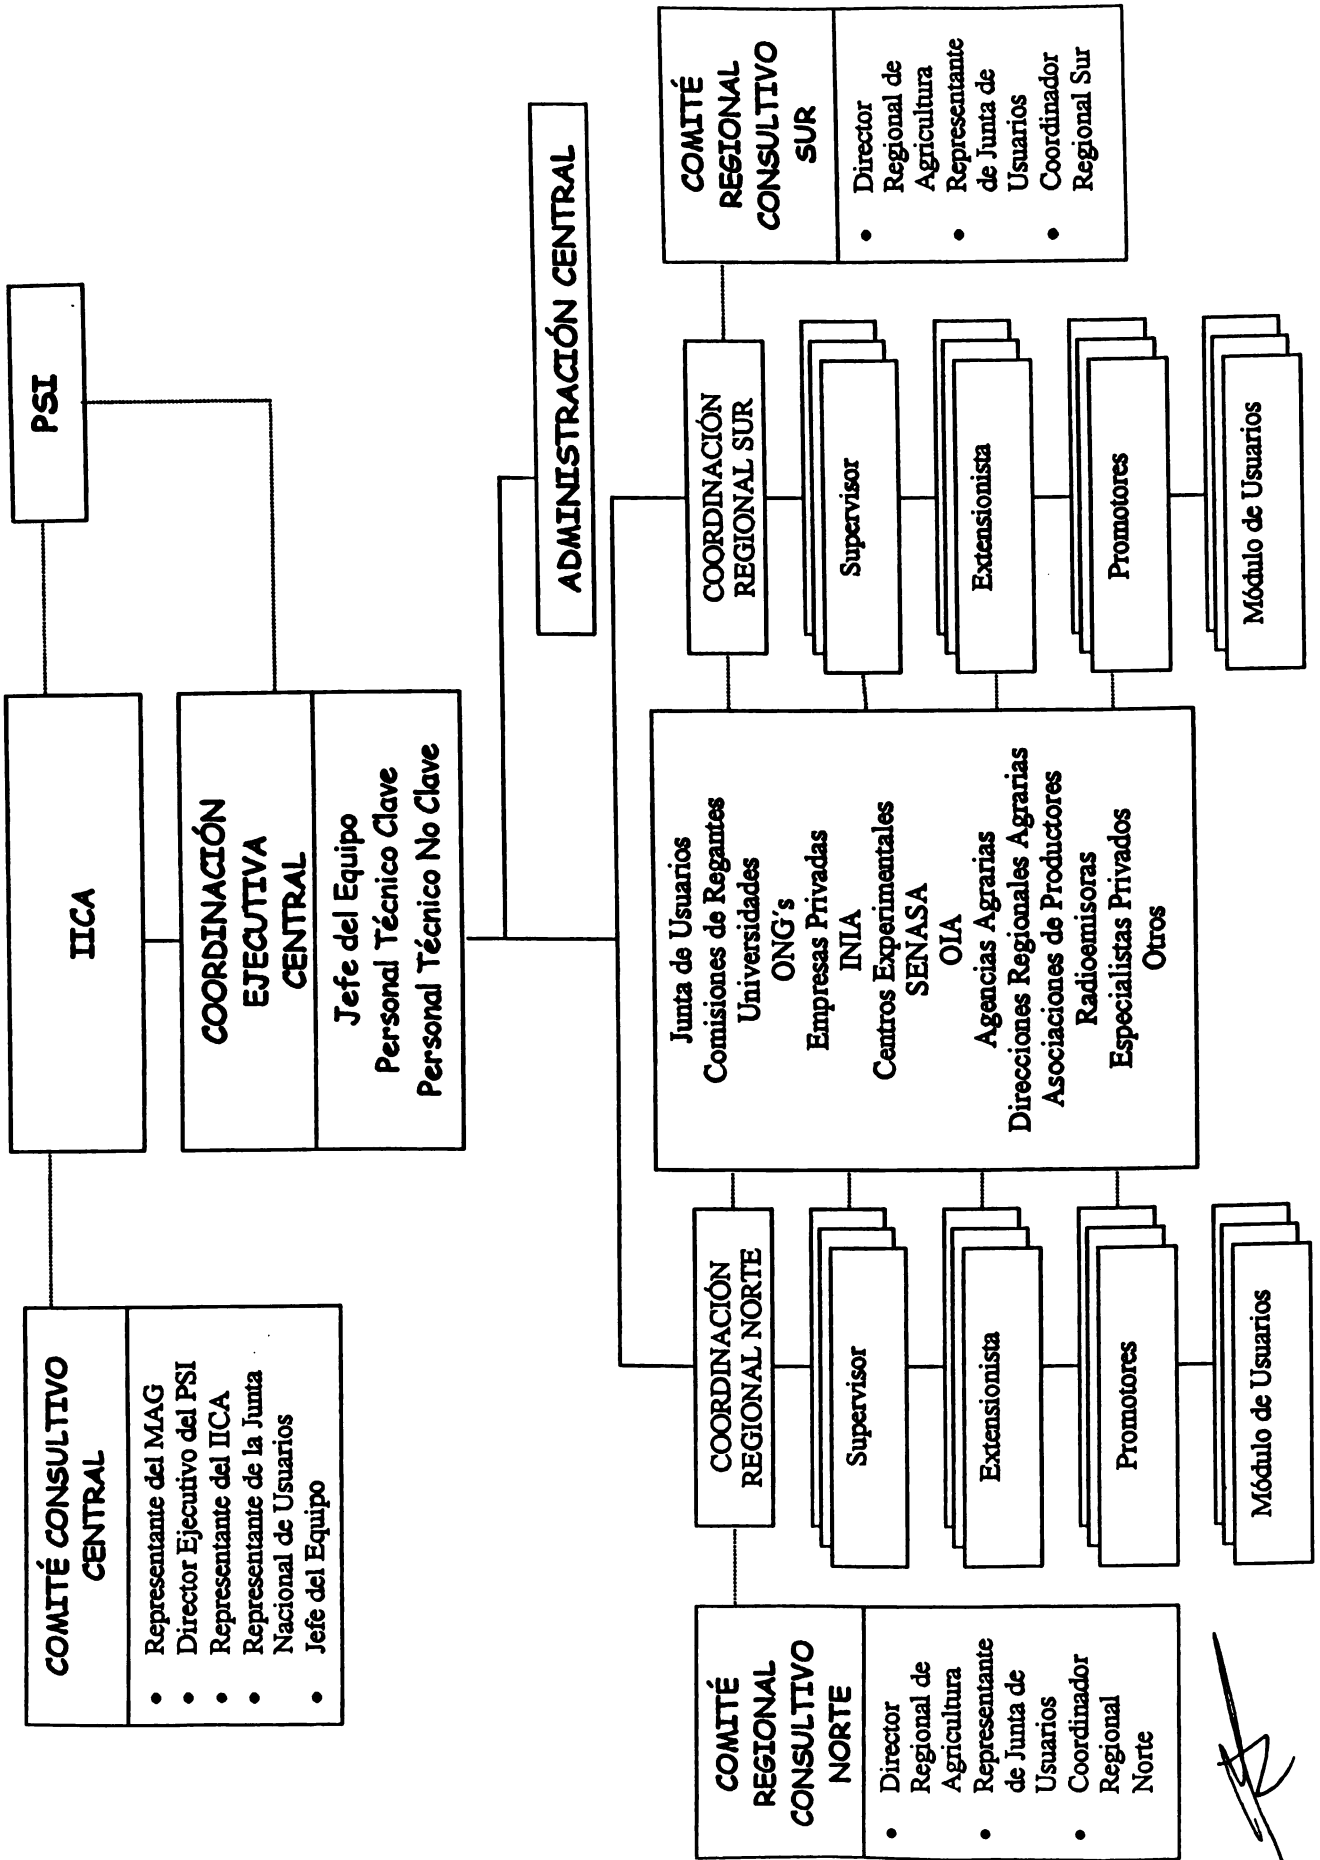 COMITÉ CONSULTIVO
CENTRAL
• Representante del MAG
• Director Ejecutivo del PSI
• Representante del IICA
• Representante de la Junta
Nacional de Usuarios
• Jefe del Equipo
IICA
PSI
COORDINACIÓN
EJECUTIVA
CENTRAL
Jefe del Equipo
Personal Técnico Clave
Personal Técnico No Clave
ADMINISTRACIÓN CENTRAL
COMITÉ
REGIONAL
CONSULTIVO
NORTE
• Director
Regional de
Agricultura
• Representante
de Junta de
Usuarios
• Coordinador
Regional
Norte
COORDINACIÓN
REGIONAL NORTE
Supervisor
Extensionista
Promotores
Módulo de Usuarios
Junta de Usuarios
Comisiones de Regantes
Universidades
ONG's
Empresas Privadas
INIA
Centros Experimentales
SENASA
OIA
Agencias Agrarias
Direcciones Regionales Agrarias
Asociaciones de Productores
Radioemisoras
Especialistas Privados
Otros
COORDINACIÓN
REGIONAL SUR
Supervisor
Extensionista
Promotores
Módulo de Usuarios
COMITÉ
REGIONAL
CONSULTIVO
SUR
• Director
Regional de
Agricultura
• Representante
de Junta de
Usuarios
• Coordinador
Regional Sur